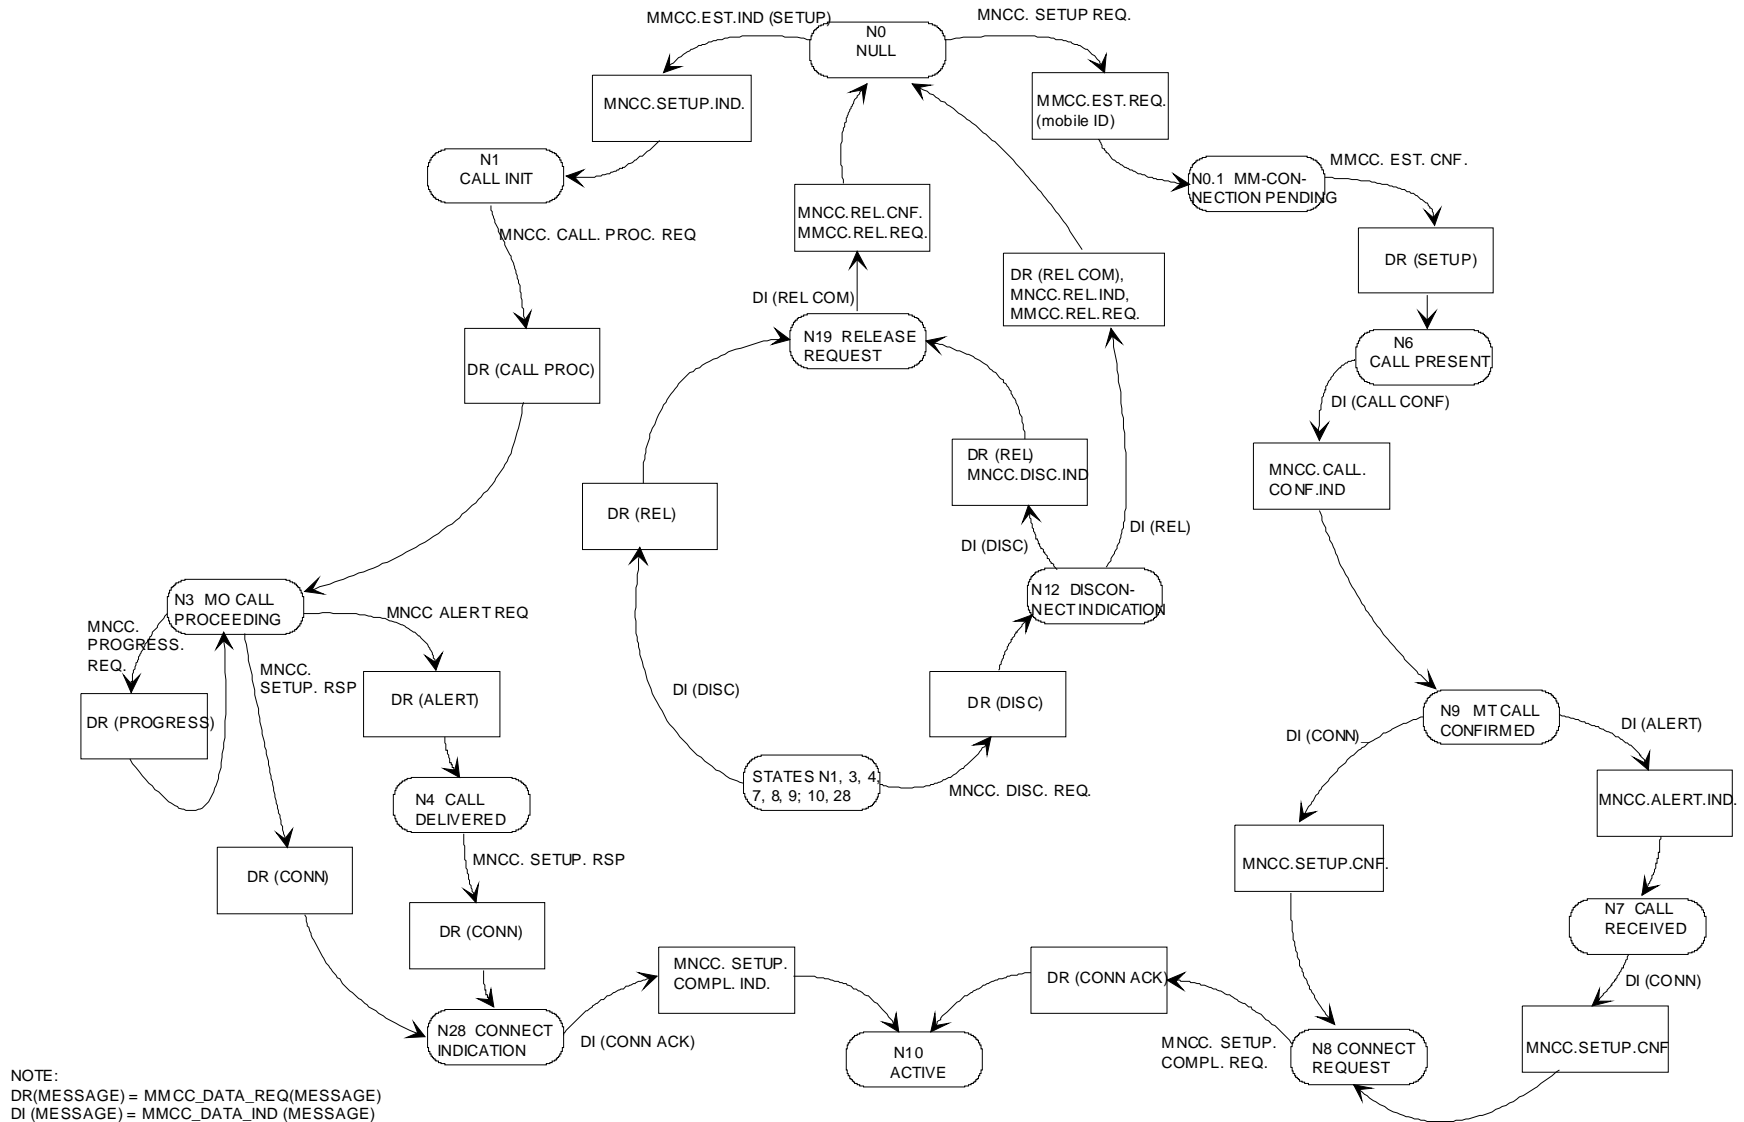 MMCC.EST.IND (SETUP)
N0
NULL
MNCC. SETUP REQ.
MNCC.SETUP.IND.
MMCC.EST.REQ.
(mobile ID)
N1
CALL INIT
MMCC. EST. CNF.
N0.1 MM-CON-
NECTION PENDING
MNCC.REL.CNF.
MMCC.REL.REQ.
MNCC. CALL. PROC. REQ
DR (SETUP)
DR (REL COM),
MNCC.REL.IND,
MMCC.REL.REQ.
DI (REL COM)
N19 RELEASE
REQUEST
N6
CALL PRESENT
DR (CALL PROC)
DI (CALL CONF)
DR (REL)
MNCC.DISC.IND
MNCC.CALL.
CONF.IND
DR (REL)
DI (REL)
DI (DISC)
N12 DISCON-
NECT INDICATION
N3 MO CALL
PROCEEDING
MNCC ALERT REQ
MNCC.
PROGRESS.
REQ.
MNCC.
SETUP. RSP
DI (DISC)
DR (ALERT)
DR (DISC)
DR (PROGRESS)
N9 MT CALL
CONFIRMED
DI (CONN)
DI (ALERT)
STATES N1, 3, 4,
7, 8, 9; 10, 28
MNCC. DISC. REQ.
N4 CALL
DELIVERED
MNCC.ALERT.IND.
MNCC. SETUP. RSP
MNCC.SETUP.CNF.
DR (CONN)
DR (CONN)
N7 CALL
RECEIVED
MNCC. SETUP.
COMPL. IND.
DR (CONN ACK)
DI (CONN)
N28 CONNECT
INDICATION
DI (CONN ACK)
N10
ACTIVE
MNCC. SETUP.
COMPL. REQ.
N8 CONNECT
REQUEST
MNCC.SETUP.CNF
NOTE:
DR(MESSAGE) = MMCC_DATA_REQ(MESSAGE)
DI (MESSAGE) = MMCC_DATA_IND (MESSAGE)